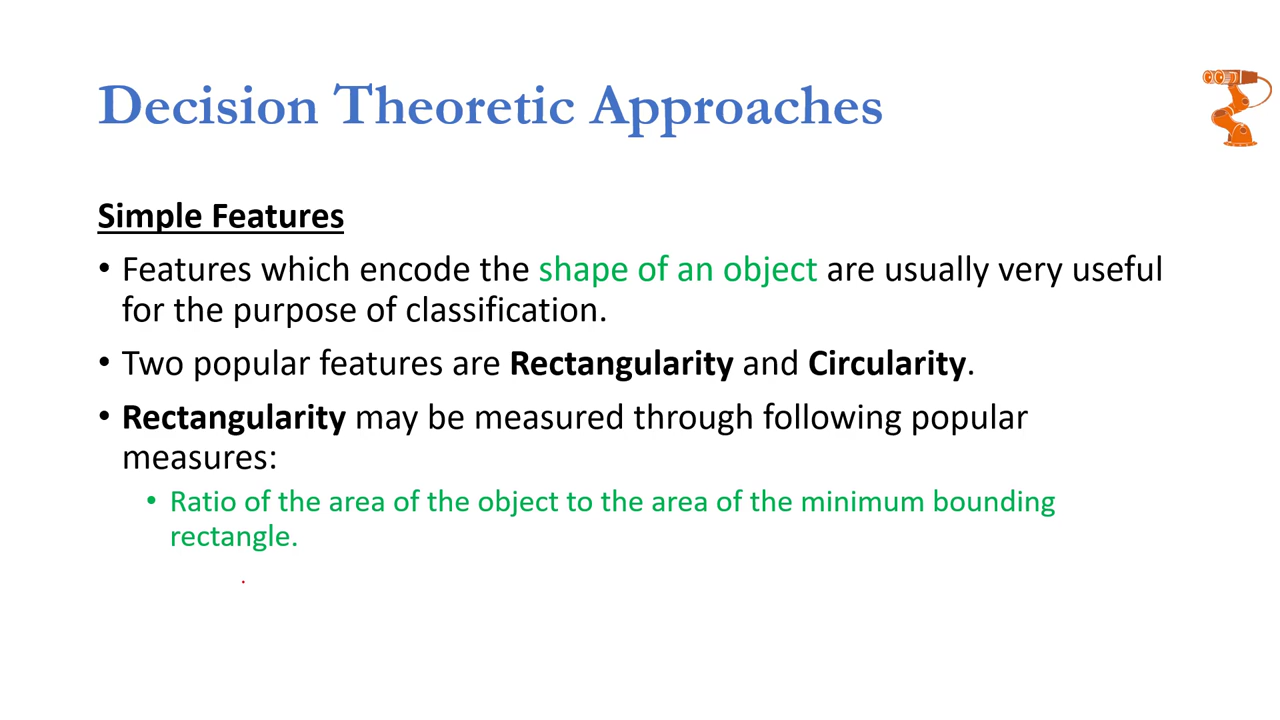 Decision Theoretic Approaches
Simple Features
• Features which encode the shape of an object are usually very useful
for the purpose of classification.
• Two popular features are Rectangularity and Circularity.
• Rectangularity may be measured through following popular
measures:
• Ratio of the area of the object to the area of the minimum bounding
rectangle.